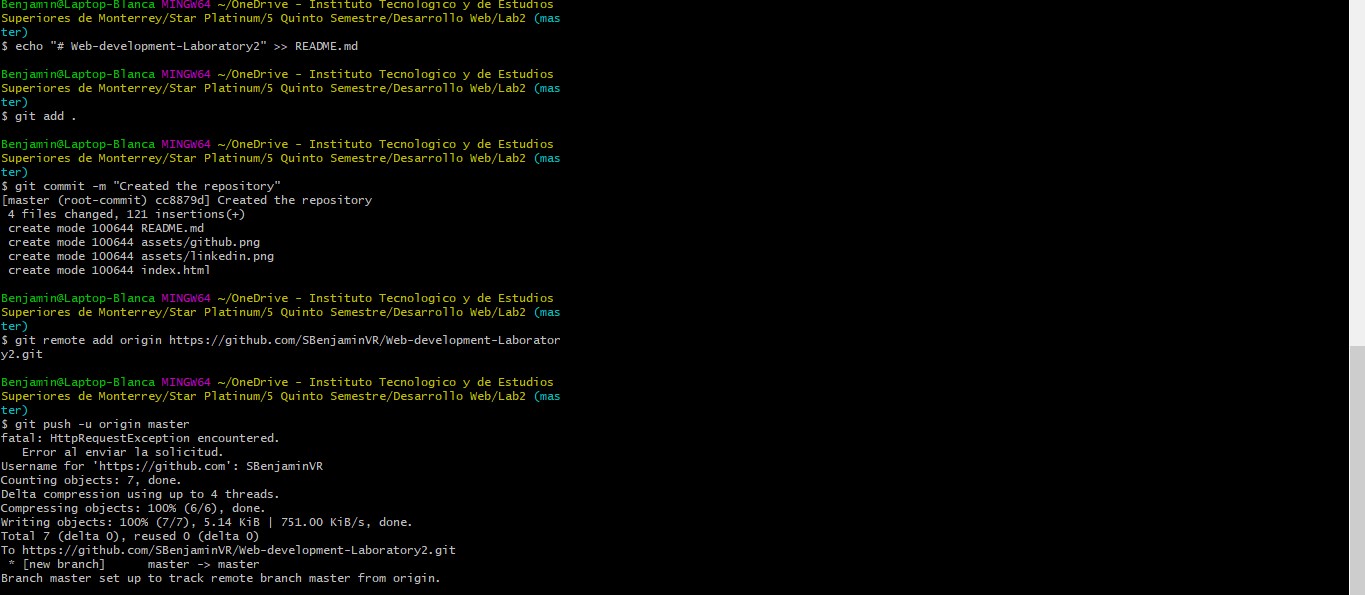 Benjamin@Laptop-Blanca MINGW64 ~/OneDrive - Instituto Tecnologico y de Estudios
Superiores de Monterrey/Star Platinum/5 Quinto Semestre/Desarrollo Web/Lab2 (mas
ter)
$ echo "# Web-development-Laboratory2" >> README.md

Benjamin@Laptop-Blanca MINGW64 ~/OneDrive - Instituto Tecnologico y de Estudios
Superiores de Monterrey/Star Platinum/5 Quinto Semestre/Desarrollo Web/Lab2 (mas
ter)
$ git add .

Benjamin@Laptop-Blanca MINGW64 ~/OneDrive - Instituto Tecnologico y de Estudios
Superiores de Monterrey/Star Platinum/5 Quinto Semestre/Desarrollo Web/Lab2 (mas
ter)
$ git commit -m "Created the repository"
[master (root-commit) cc8879d] Created the repository
 4 files changed, 121 insertions(+)
 create mode 100644 README.md
 create mode 100644 assets/github.png
 create mode 100644 assets/linkedin.png
 create mode 100644 index.html

Benjamin@Laptop-Blanca MINGW64 ~/OneDrive - Instituto Tecnologico y de Estudios
Superiores de Monterrey/Star Platinum/5 Quinto Semestre/Desarrollo Web/Lab2 (mas
ter)
$ git remote add origin https://github.com/SBenjaminVR/Web-development-Laborator
y2.git

Benjamin@Laptop-Blanca MINGW64 ~/OneDrive - Instituto Tecnologico y de Estudios
Superiores de Monterrey/Star Platinum/5 Quinto Semestre/Desarrollo Web/Lab2 (mas
ter)
$ git push -u origin master
fatal: HttpRequestException encountered.
   Error al enviar la solicitud.
Username for 'https://github.com': SBenjaminVR
Counting objects: 7, done.
Delta compression using up to 4 threads.
Compressing objects: 100% (6/6), done.
Writing objects: 100% (7/7), 5.14 KiB | 751.00 KiB/s, done.
Total 7 (delta 0), reused 0 (delta 0)
To https://github.com/SBenjaminVR/Web-development-Laboratory2.git
 * [new branch]      master -> master
Branch master set up to track remote branch master from origin.